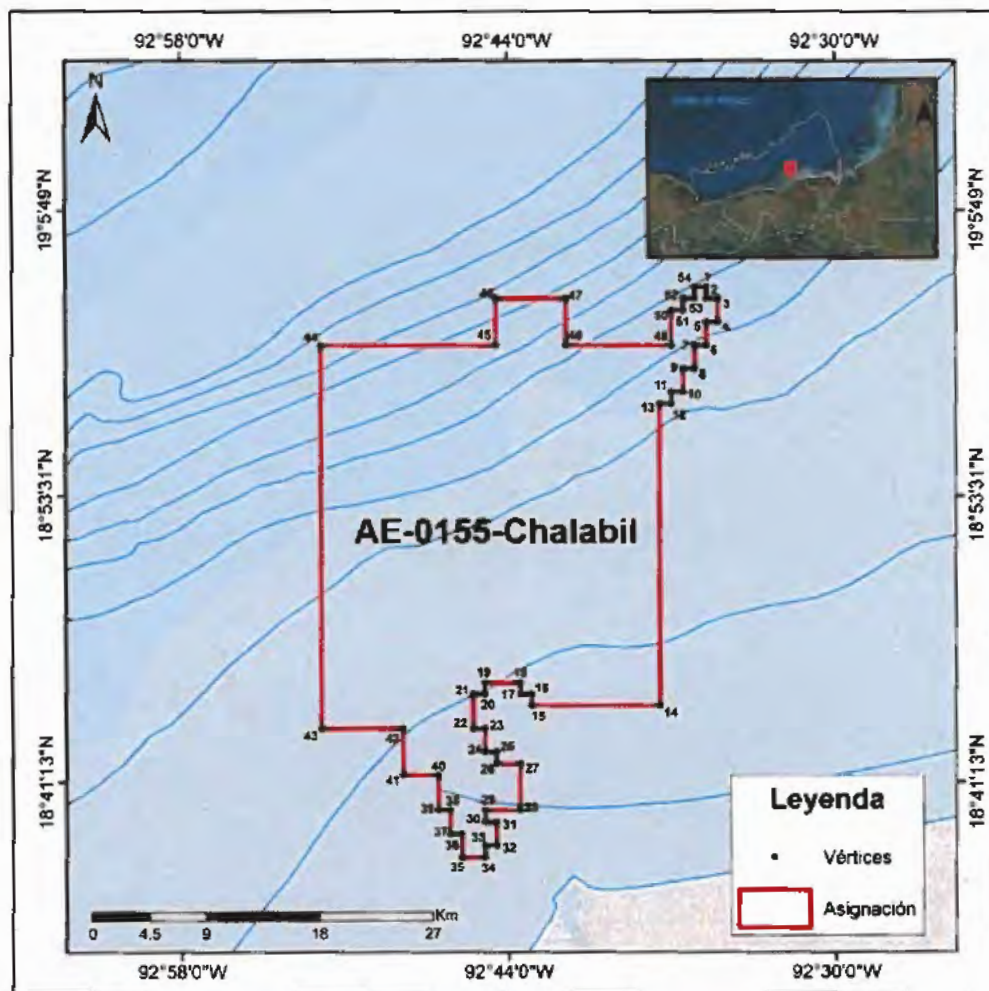 92°58'0"W 92°44'0"W 92°30'0"W
N
19°5'49"N 19°5'49"N
54 1
2
46 47 52 53 3
50 51
5 4
44 45 48 49 7 6
9 8
11 10
13 12
18°53'31"N 18°53'31"N
AE-0155-Chalabil
19 18
21 20 17 16
15 14
22 23
43 42
24 25
26 27
41 40
18°41'13"N 18°41'13"N
39 38 29 28
30 31
37 36 33 32
35 34
Leyenda
Vértices
Asignación
Km
0 4.5 9 18 27
92°58'0"W 92°44'0"W 92°30'0"W